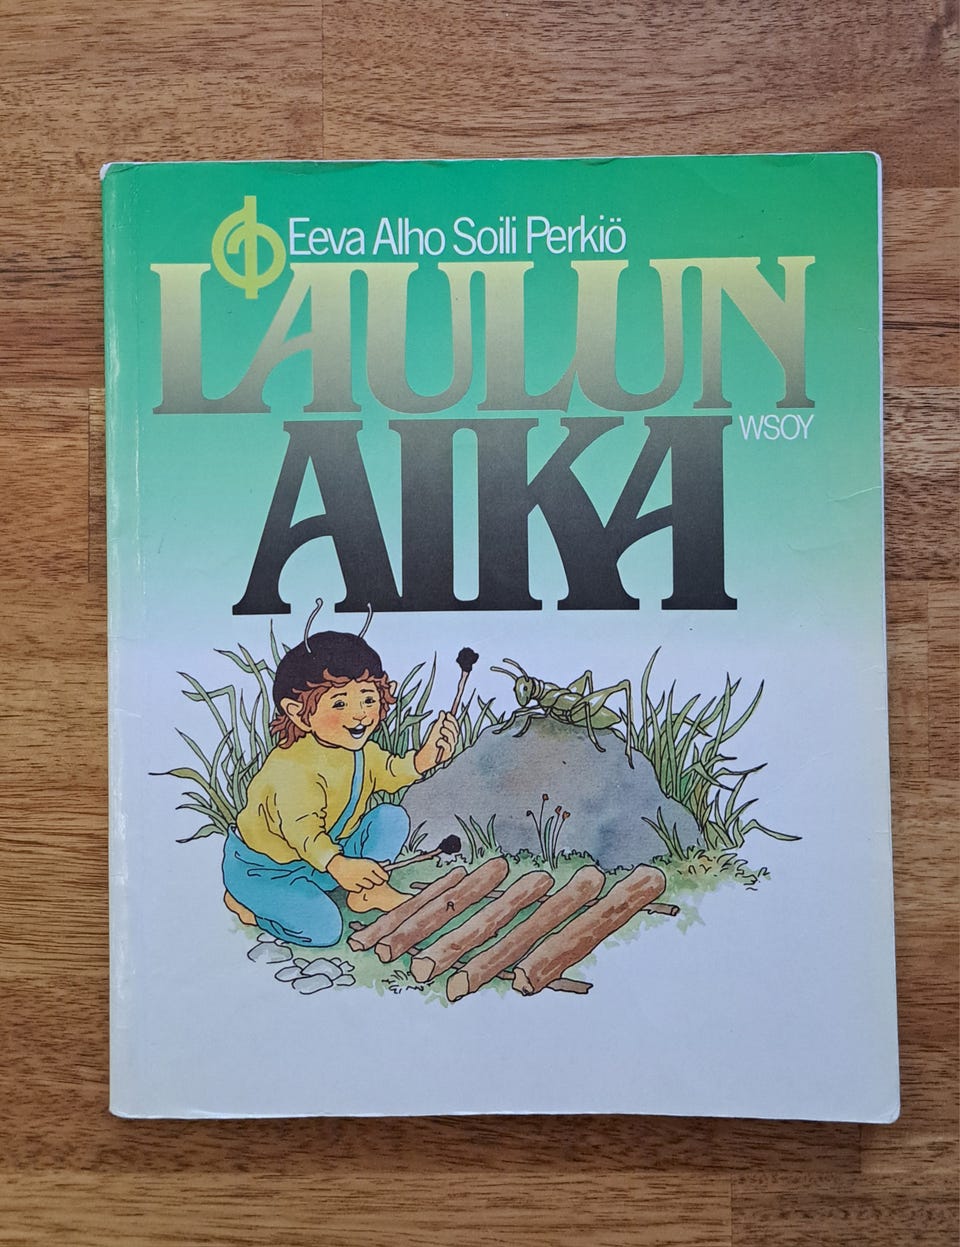 Eeva Alho Soili Perkiö
LAULUN
WSOY
AIKA